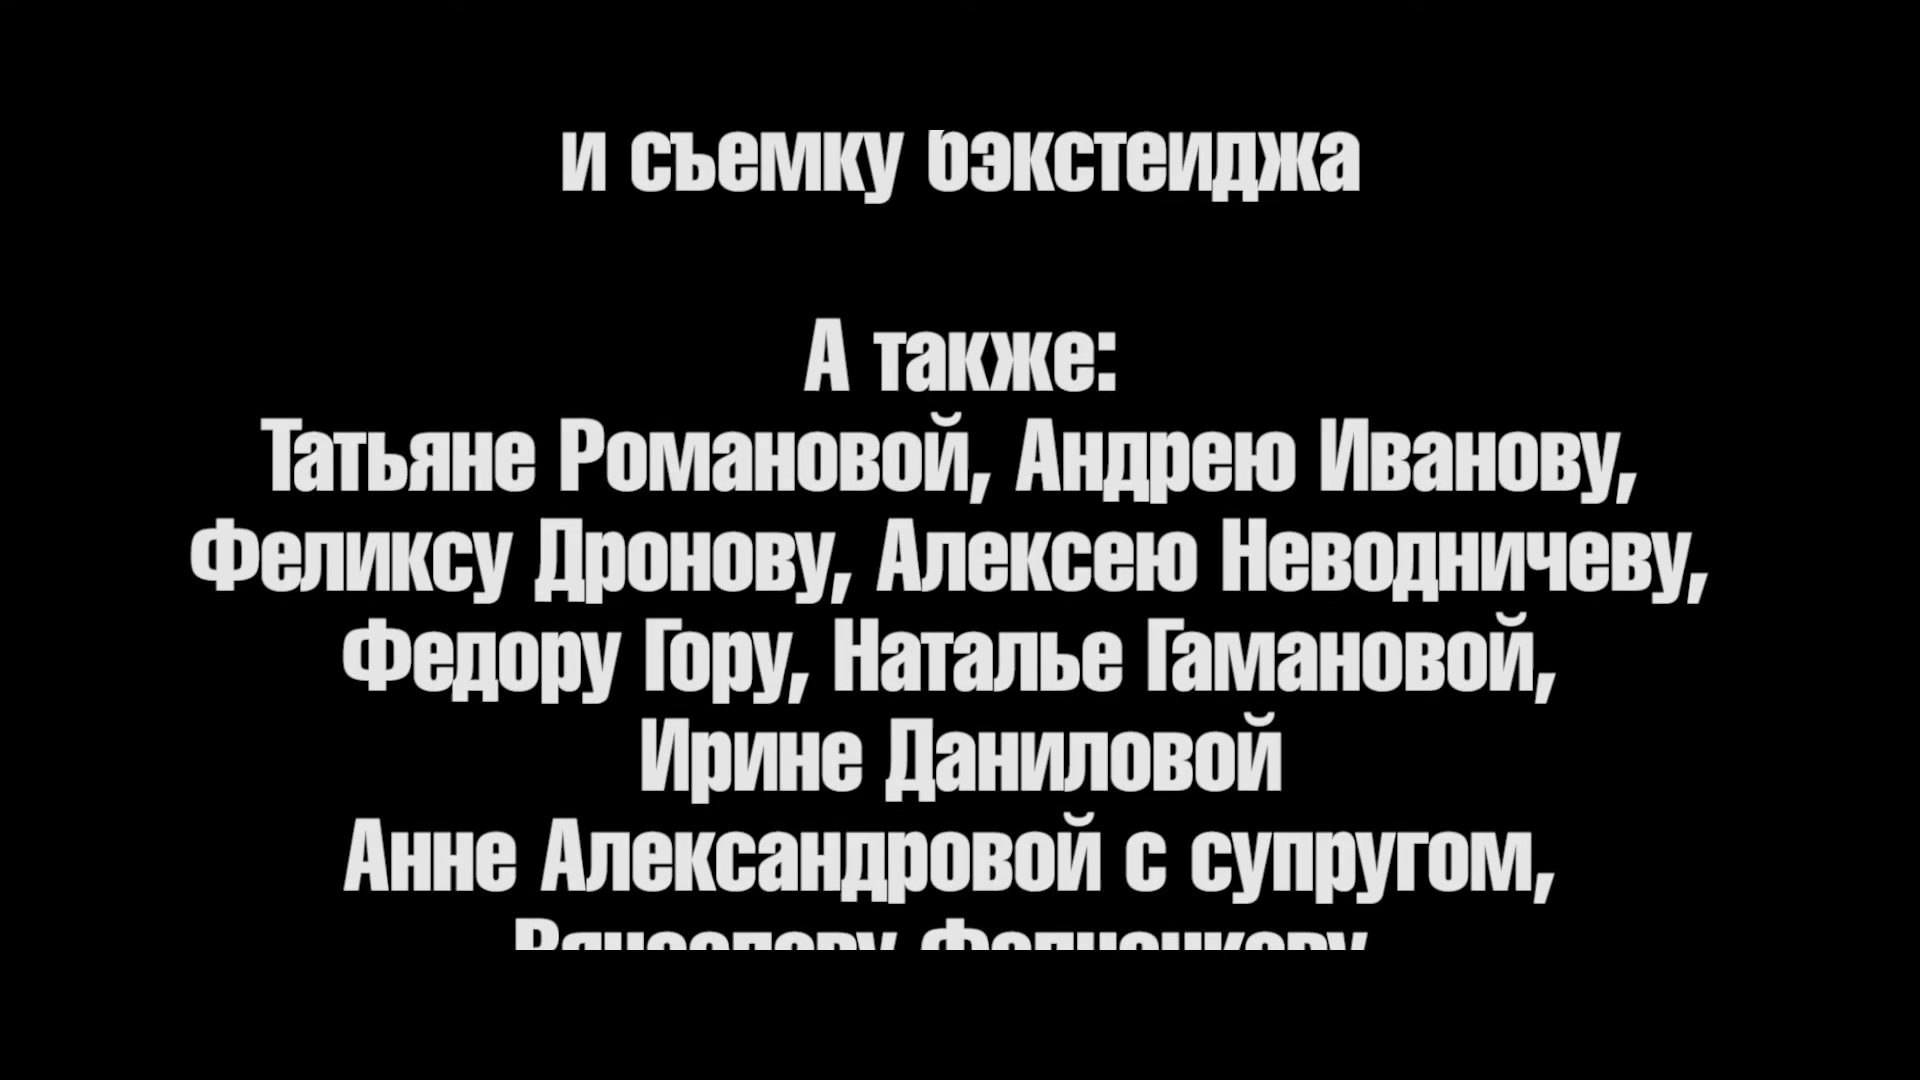 и съемку бэкстейджа
А также:
Татьяне Романовой, Андрею Иванову,
Феликсу Дронову, Алексею Неводничеву,
Федору Гору, Наталье Гамановой,
Ирине Даниловой
Анне Александровой с супругом,